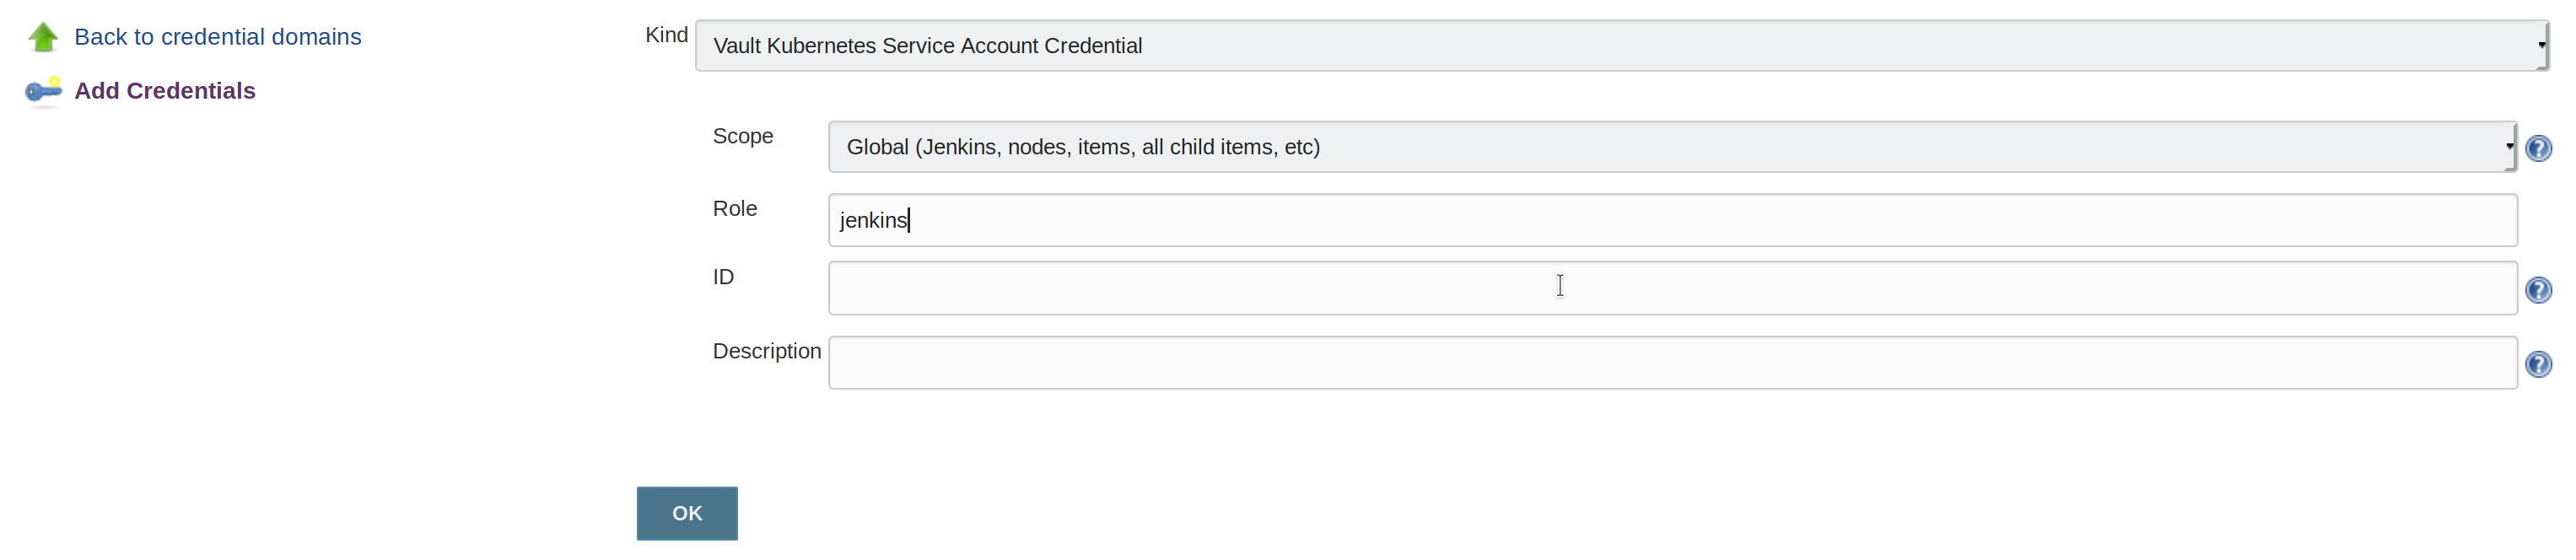 Back to credential domains
Add Credentials
Kind
Vault Kubernetes Service Account Credential
Scope
Global (Jenkins, nodes, items, all child items, etc)
?
Role
jenkins
ID
?
Description
?
OK